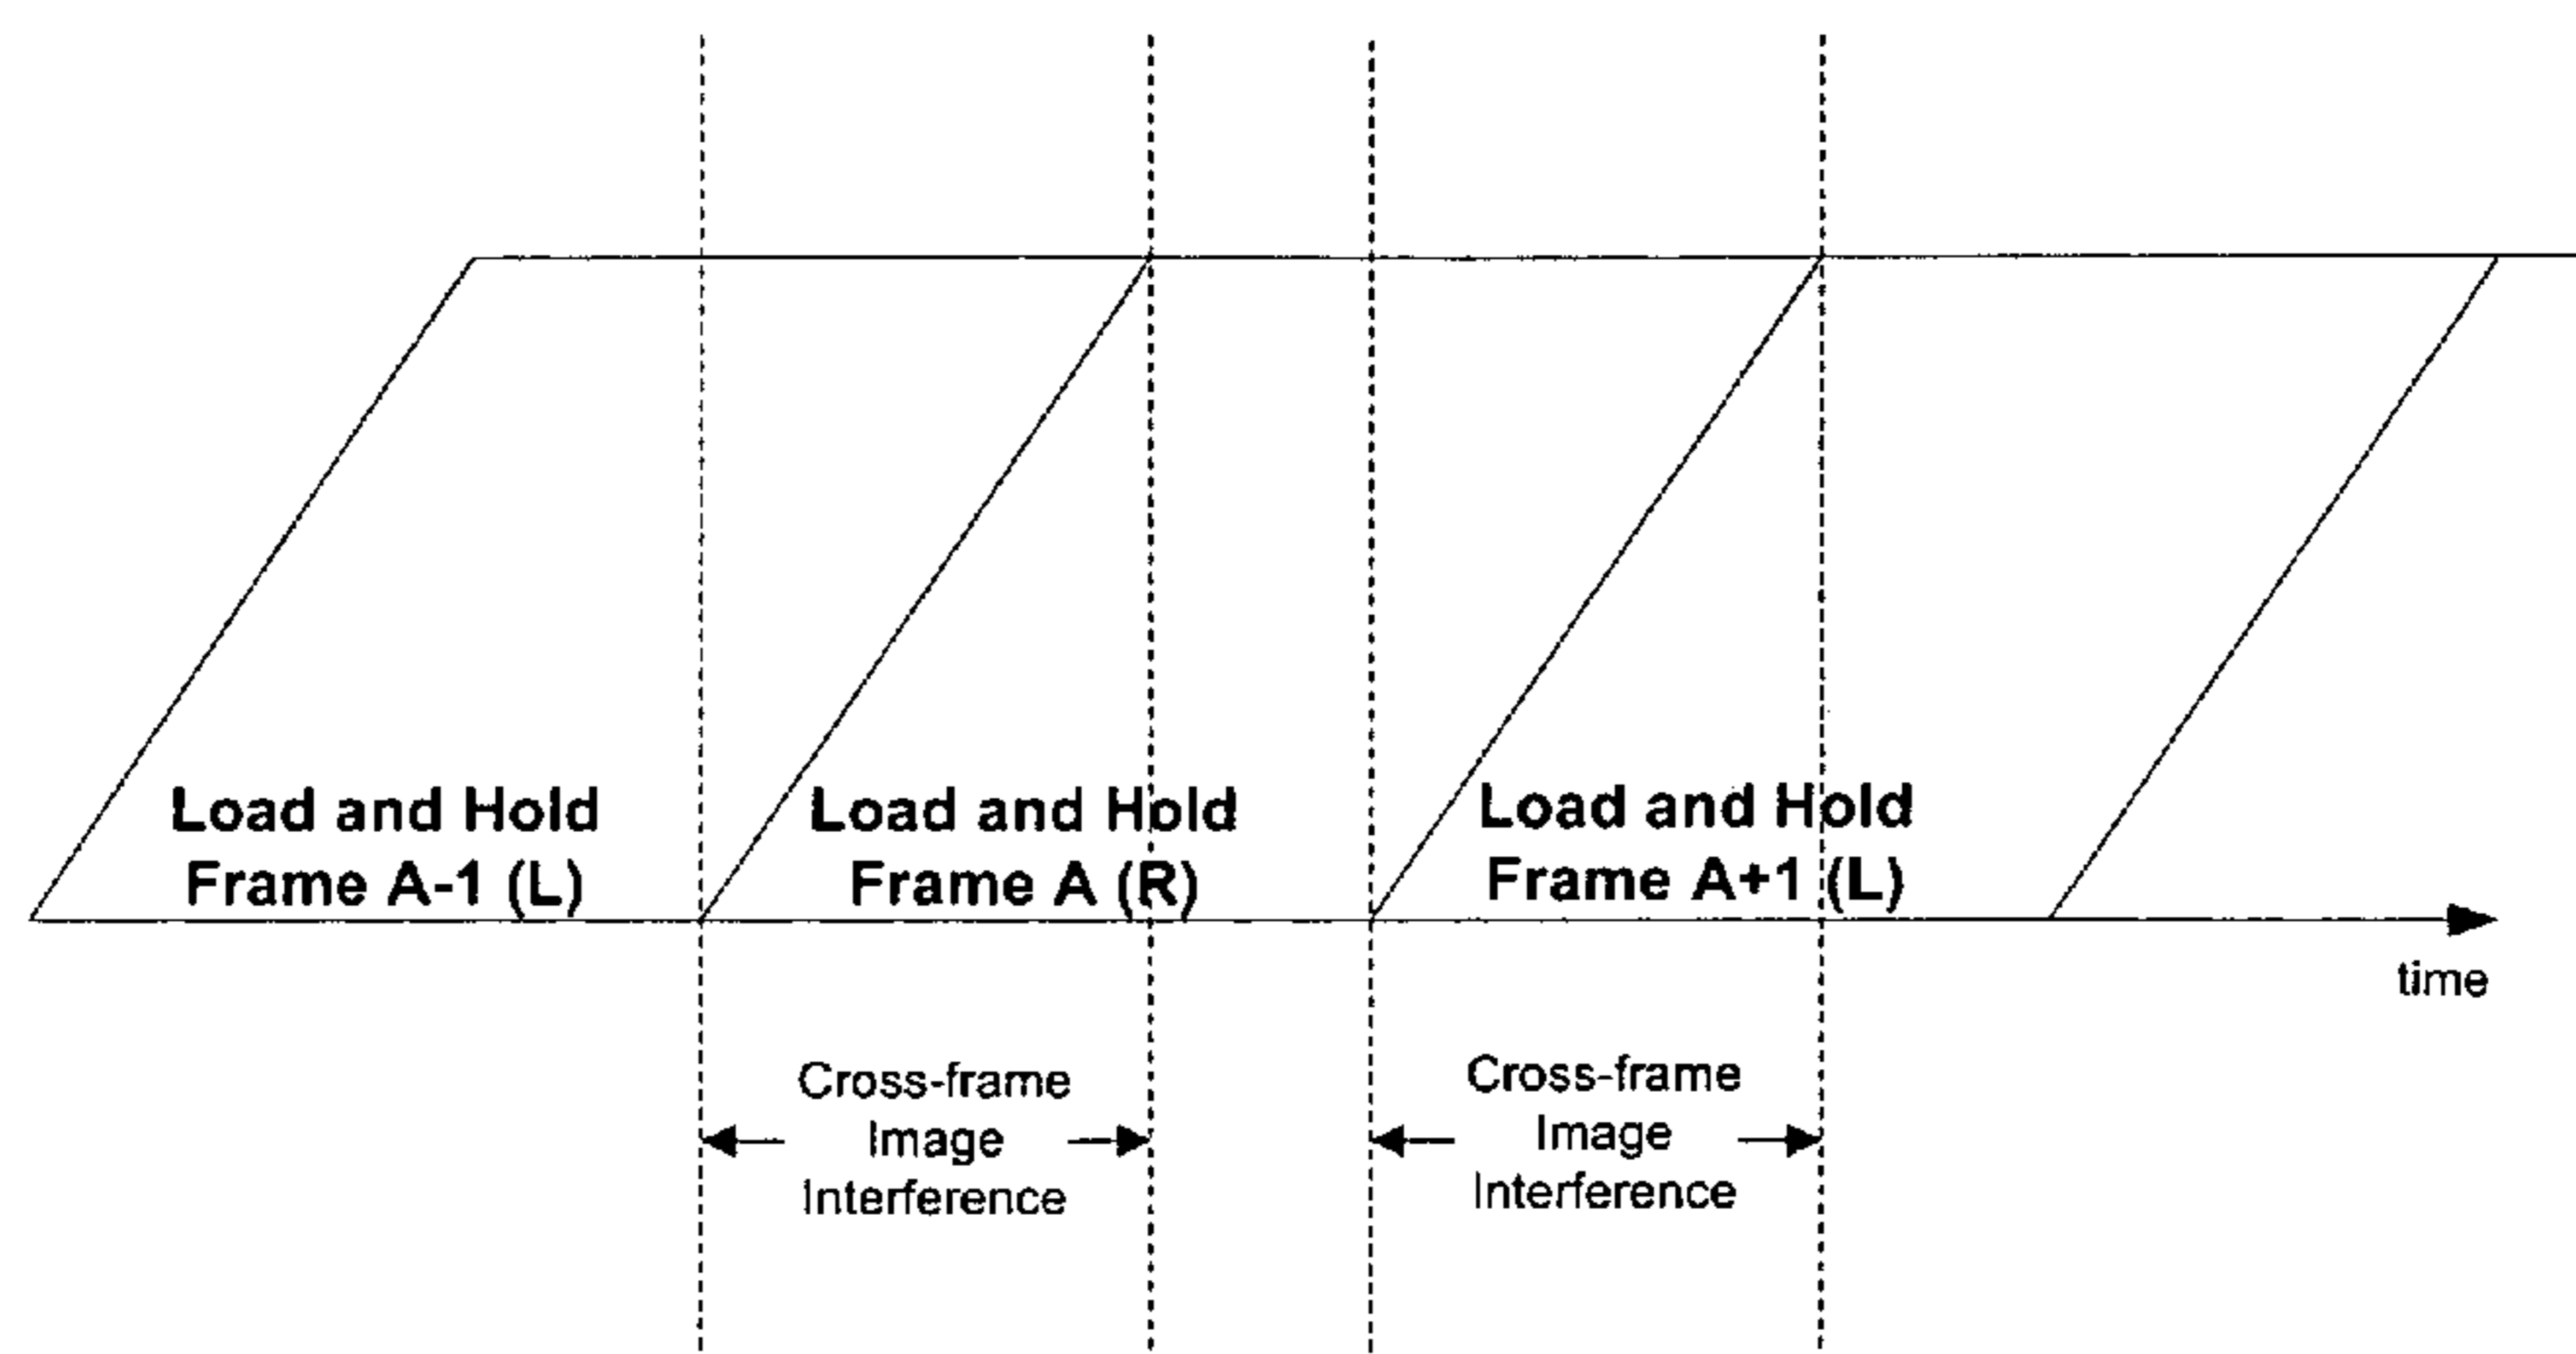 Load and Hold
Frame A-1 (L)
Load and Hold
Frame A (R)
Load and Hold
Frame A+1 (L)
time
Cross-frame
Image
Interference
Cross-frame
Image
Interference